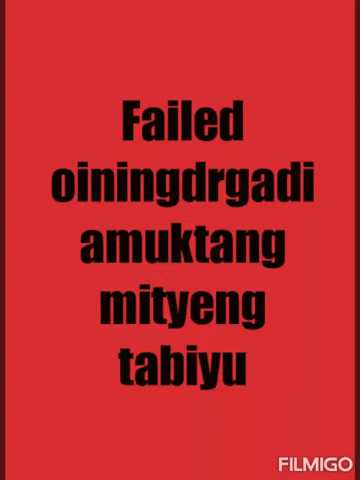 Failed
oiningdrgadi
amuktang
mityeng
tabiyu
FILMIGO